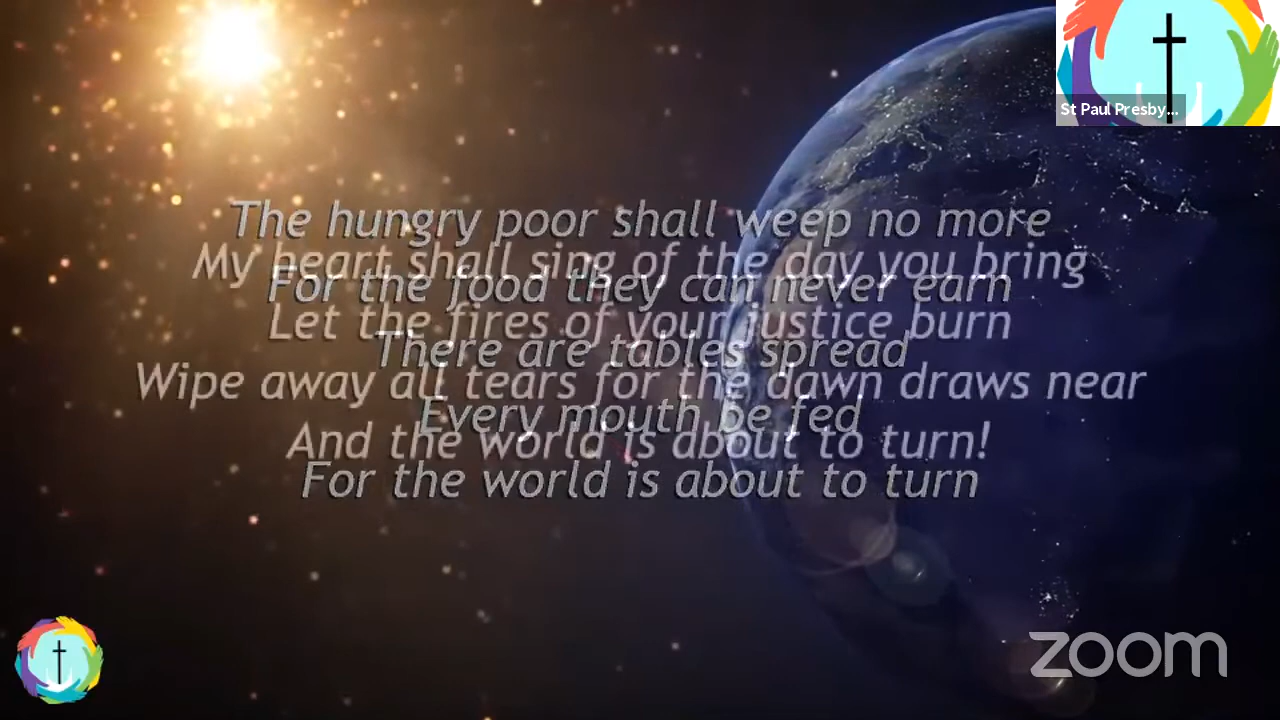 St Paul Presby...
The hungry poor shall weep no more
For the food they can never earn
There are tables spread
Every mouth be fed
For the world is about to turn
My heart shall sing of the day you bring
Let the fires of your justice burn
Wipe away all tears for the dawn draws near
And the world is about to turn!
zoom